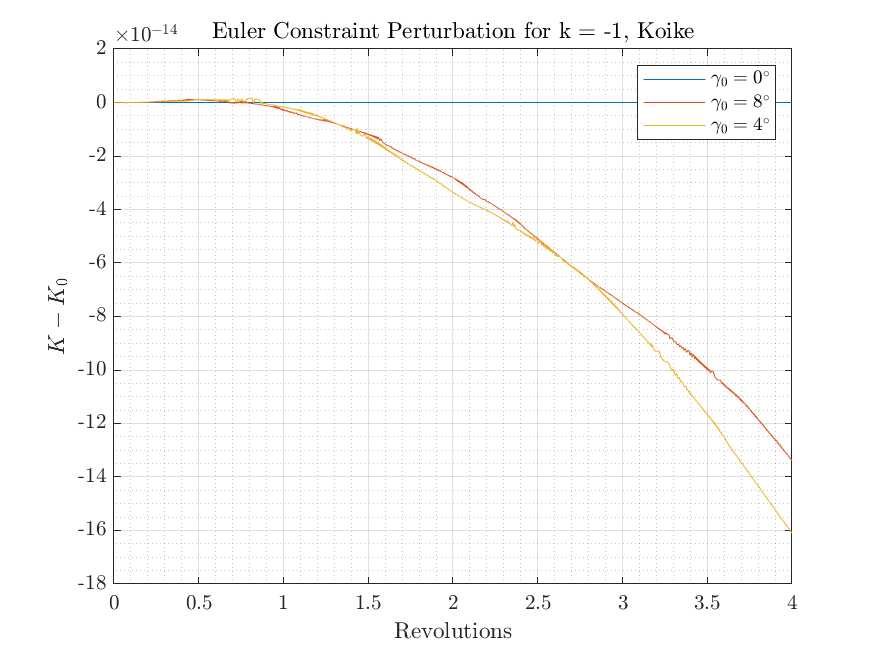 ×10⁻¹⁴
Euler Constraint Perturbation for k = -1, Koike
2
0
-2
-4
-6
-8
-10
-12
-14
-16
-18
K − K₀
γ₀ = 0°
γ₀ = 8°
γ₀ = 4°
0 0.5 1 1.5 2 2.5 3 3.5 4
Revolutions